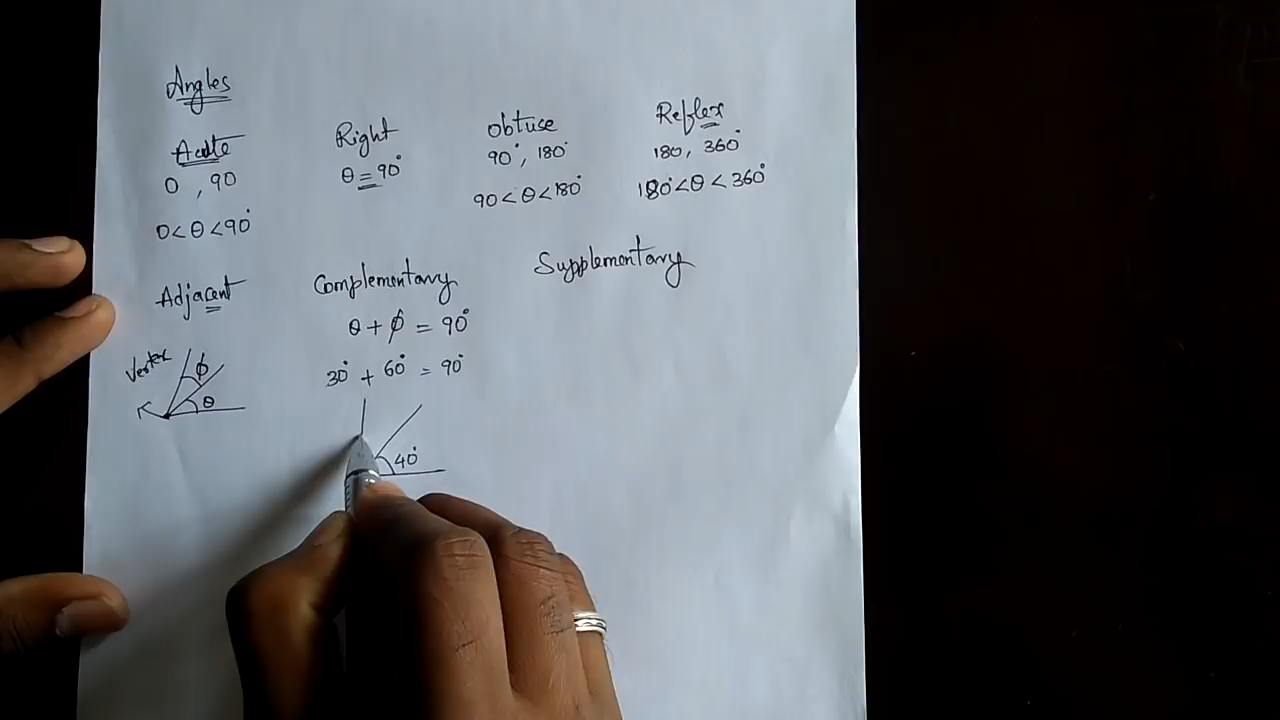 Angles
Acute
0 , 90
0 < θ < 90°
Right
θ = 90°
obtuse
90°, 180°
90 < θ < 180°
Reflex
180, 360°
180° < θ < 360°
Adjacent
Vertex
ϕ
θ
Complementary
θ + ϕ = 90°
30° + 60° = 90°
40°
Supplementary